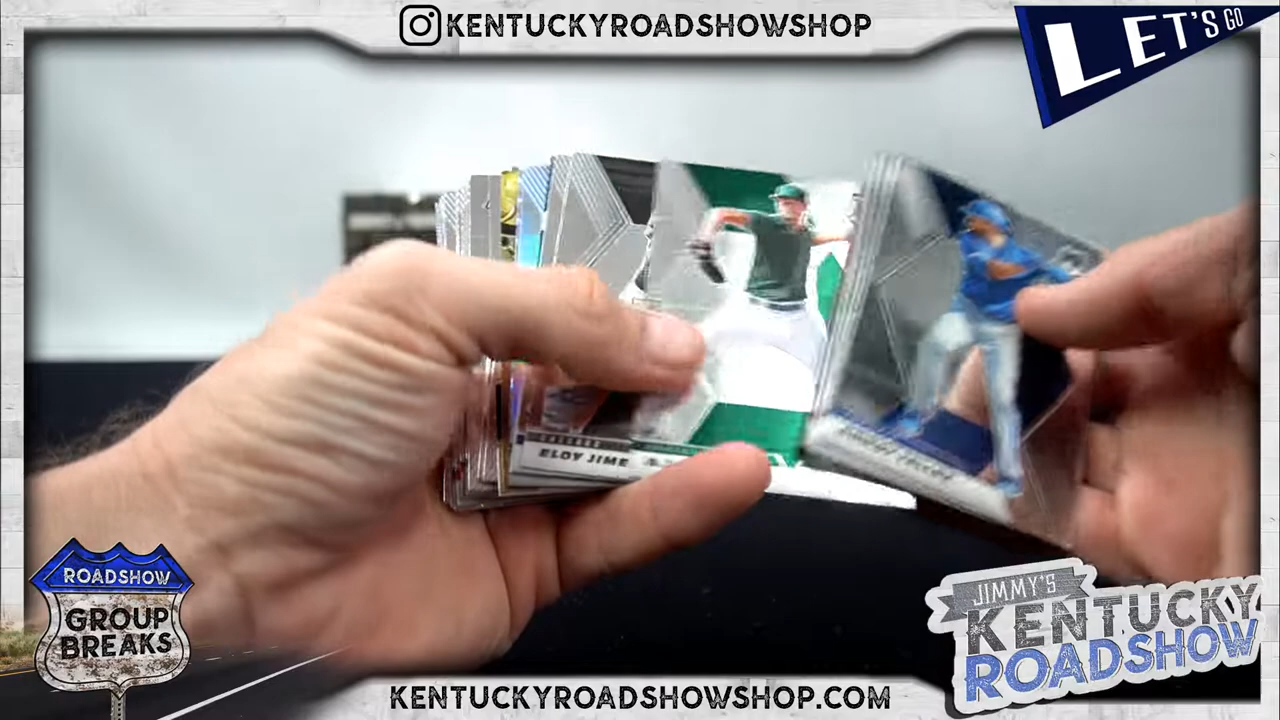 KENTUCKYROADSHOWSHOP
LET'S GO
ELOY JIME
ROADSHOW
GROUP
BREAKS
JIMMY'S
KENTUCKY
ROADSHOW
KENTUCKYROADSHOWSHOP.COM